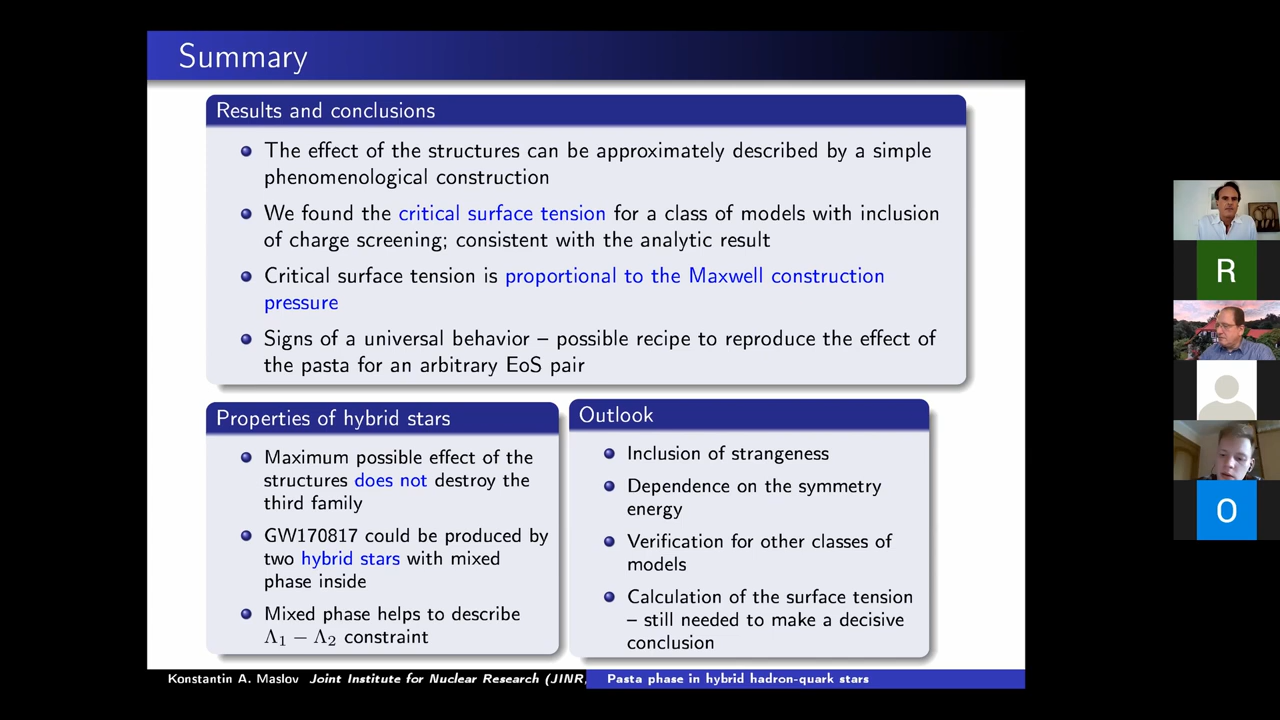 Summary
Results and conclusions
The effect of the structures can be approximately described by a simple
phenomenological construction
We found the critical surface tension for a class of models with inclusion
of charge screening; consistent with the analytic result
Critical surface tension is proportional to the Maxwell construction
pressure
Signs of a universal behavior – possible recipe to reproduce the effect of
the pasta for an arbitrary EoS pair
Properties of hybrid stars
Maximum possible effect of the
structures does not destroy the
third family
GW170817 could be produced by
two hybrid stars with mixed
phase inside
Mixed phase helps to describe
Λ₁ − Λ₂ constraint
Outlook
Inclusion of strangeness
Dependence on the symmetry
energy
Verification for other classes of
models
Calculation of the surface tension
– still needed to make a decisive
conclusion
Konstantin A. Maslov Joint Institute for Nuclear Research (JINR,
Pasta phase in hybrid hadron-quark stars
R
O